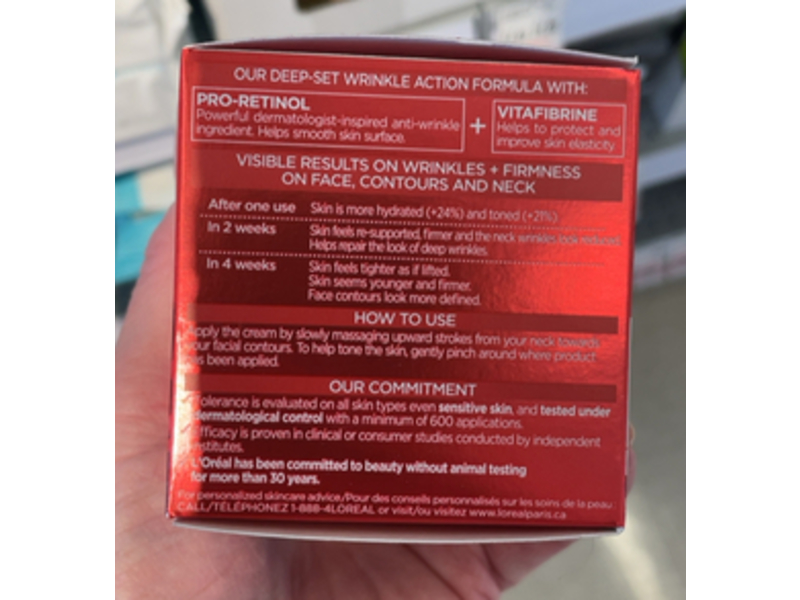 OUR DEEP-SET WRINKLE ACTION FORMULA WITH:
PRO-RETINOL
Powerful dermatologist-inspired anti-wrinkle
ingredient. Helps smooth skin surface.
+
VITAFIBRINE
Helps to protect and
improve skin elasticity
VISIBLE RESULTS ON WRINKLES + FIRMNESS
ON FACE, CONTOURS AND NECK
After one use Skin is more hydrated (+24%) and toned (+21%)
In 2 weeks Skin feels re-supported, firmer and the neck wrinkles look reduced
Helps repair the look of deep wrinkles.
In 4 weeks Skin feels tighter as if lifted.
Skin seems younger and firmer.
Face contours look more defined.
HOW TO USE
Apply the cream by slowly massaging upward strokes from your neck towards
your facial contours. To help tone the skin, gently pinch around where product
has been applied.
OUR COMMITMENT
✓ Tolerance is evaluated on all skin types even sensitive skin, and tested under
dermatological control with a minimum of 600 applications.
✓ Efficacy is proven in clinical or consumer studies conducted by independent
institutes.
L'Oréal has been committed to beauty without animal testing
for more than 30 years.
For personalized skincare advice/Pour des conseils personnalisés sur les soins de la peau
CALL/TÉLÉPHONEZ 1-888-4LOREAL or visit/ou visitez www.lorealparis.ca